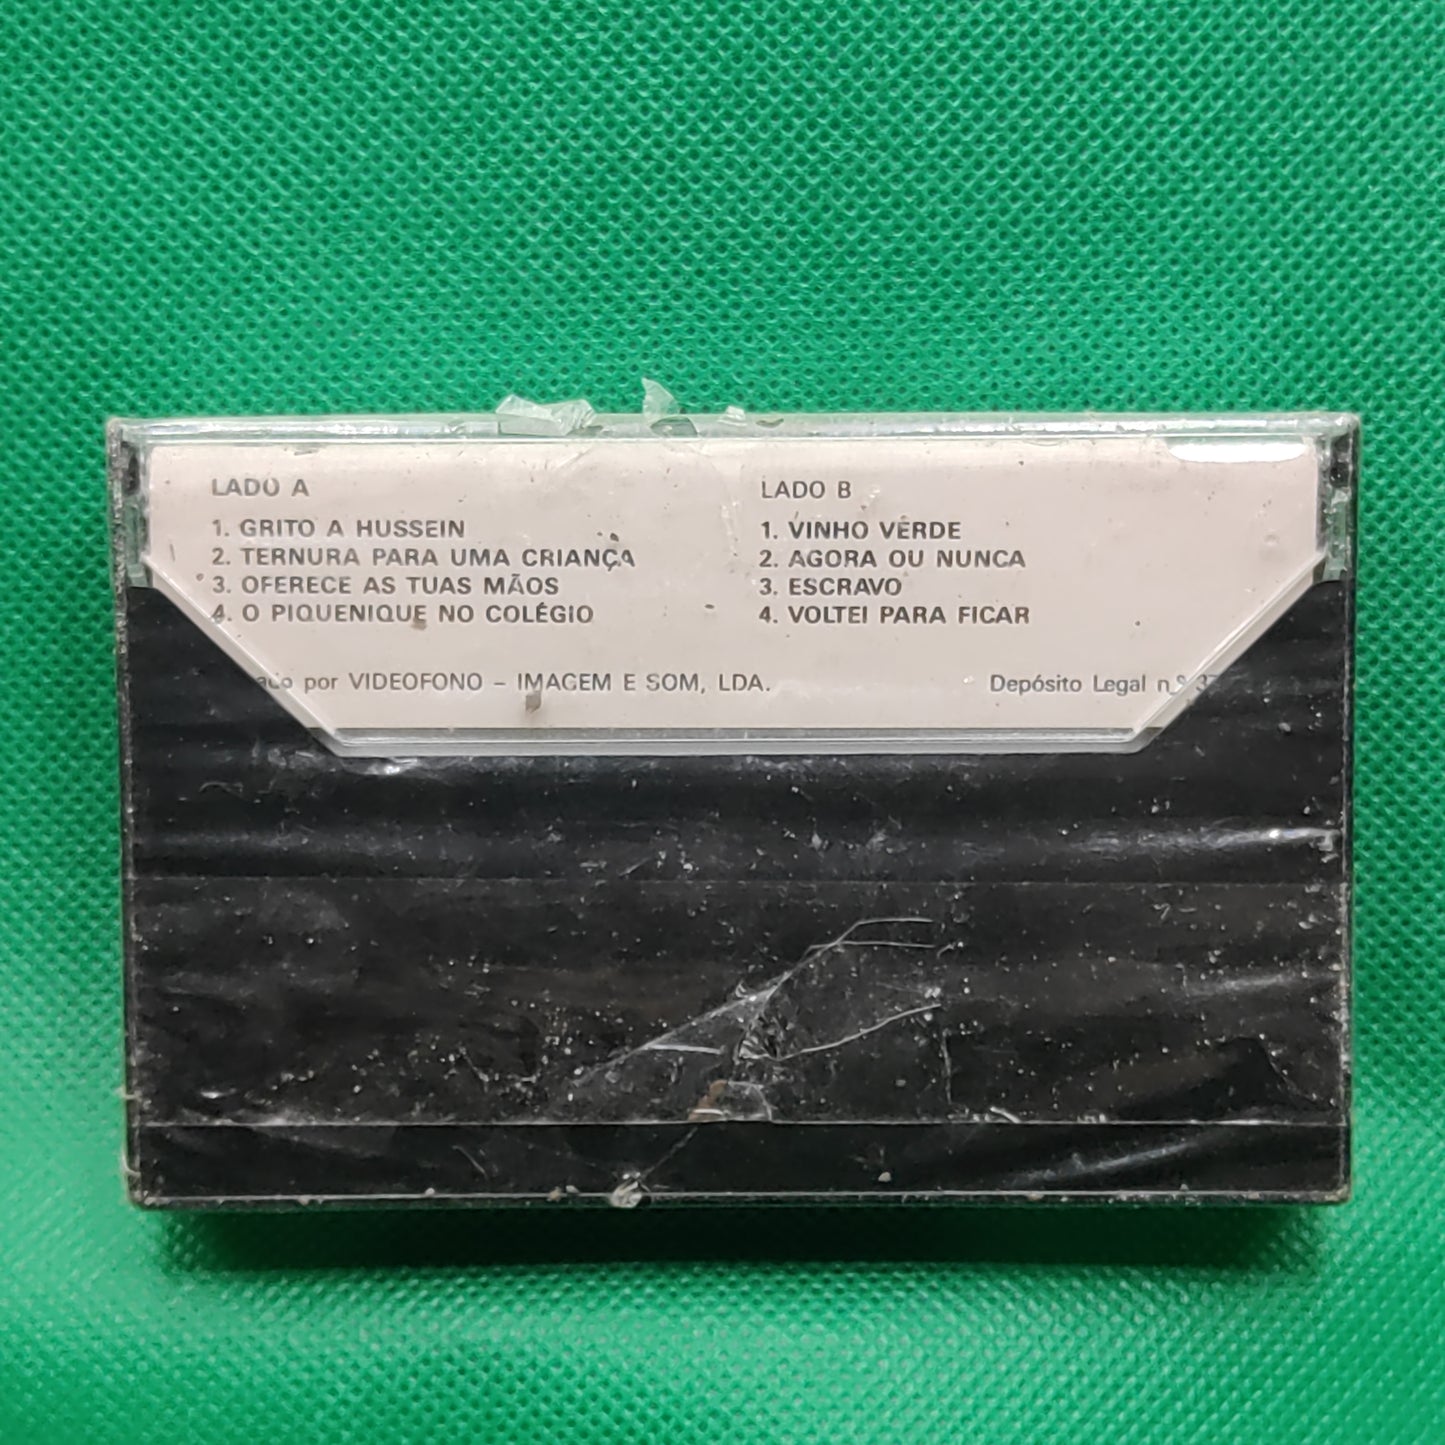 LADO A
1. GRITO A HUSSEIN
2. TERNURA PARA UMA CRIANÇA
3. OFERECE AS TUAS MÃOS
4. O PIQUENIQUE NO COLÉGIO
LADO B
1. VINHO VERDE
2. AGORA OU NUNCA
3. ESCRAVO
4. VOLTEI PARA FICAR
por VIDEOFONO – IMAGEM E SOM, LDA.
Depósito Legal n.º